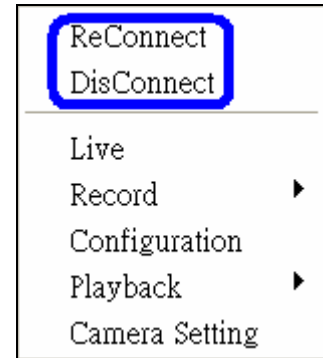 ReConnect
DisConnect
Live
Record
Configuration
Playback
Camera Setting